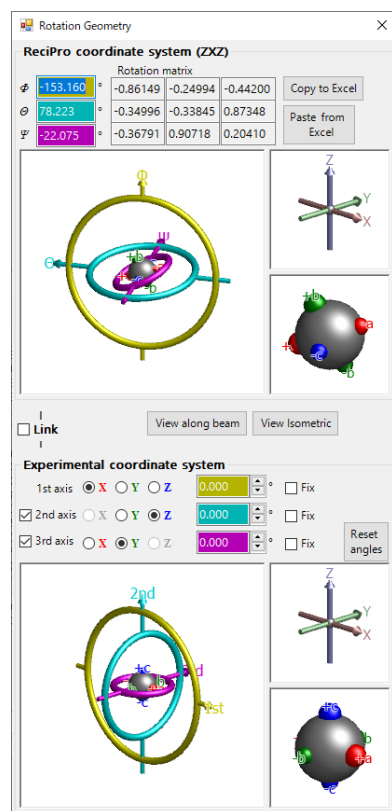 Rotation Geometry
ReciPro coordinate system (ZXZ)
Rotation matrix
Φ -153.160 ° -0.86149 -0.24994 -0.44200 Copy to Excel
Θ 78.223 ° -0.34996 -0.33845 0.87348 Paste from Excel
Ψ -22.075 ° -0.36791 0.90718 0.20410
Φ
Ψ
Θ
+b
-c
-b
Z
Y
X
+b
-a
-c
-b
Link
View along beam View Isometric
Experimental coordinate system
1st axis X Y Z 0.000 ° Fix
2nd axis X Y Z 0.000 ° Fix
3rd axis X Y Z 0.000 ° Fix
Reset angles
2nd
+c
-c
1st
Z
Y
X
+c
-b
+a
-c